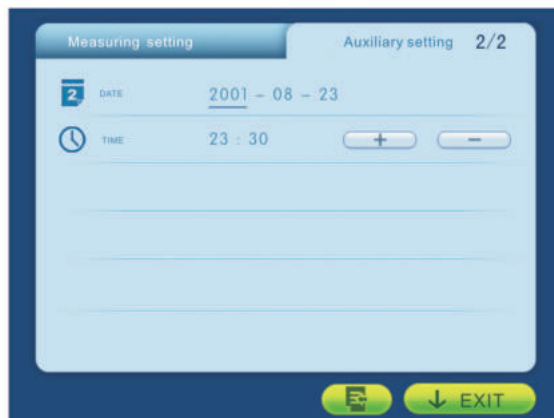 Measuring setting
Auxiliary setting 2/2
2 DATE 2001 - 08 - 23
TIME 23 : 30 + -
EXIT